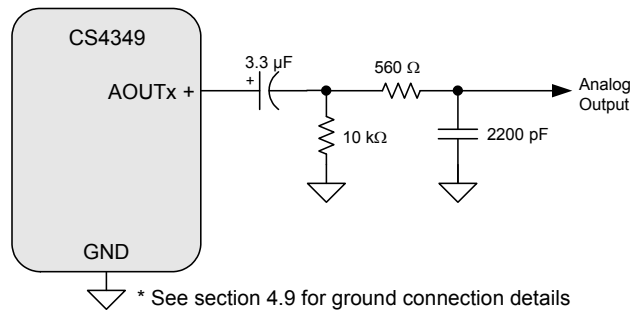 CS4349
3.3 µF
+
560 Ω
AOUTx +
Analog
Output
10 kΩ
2200 pF
GND
* See section 4.9 for ground connection details